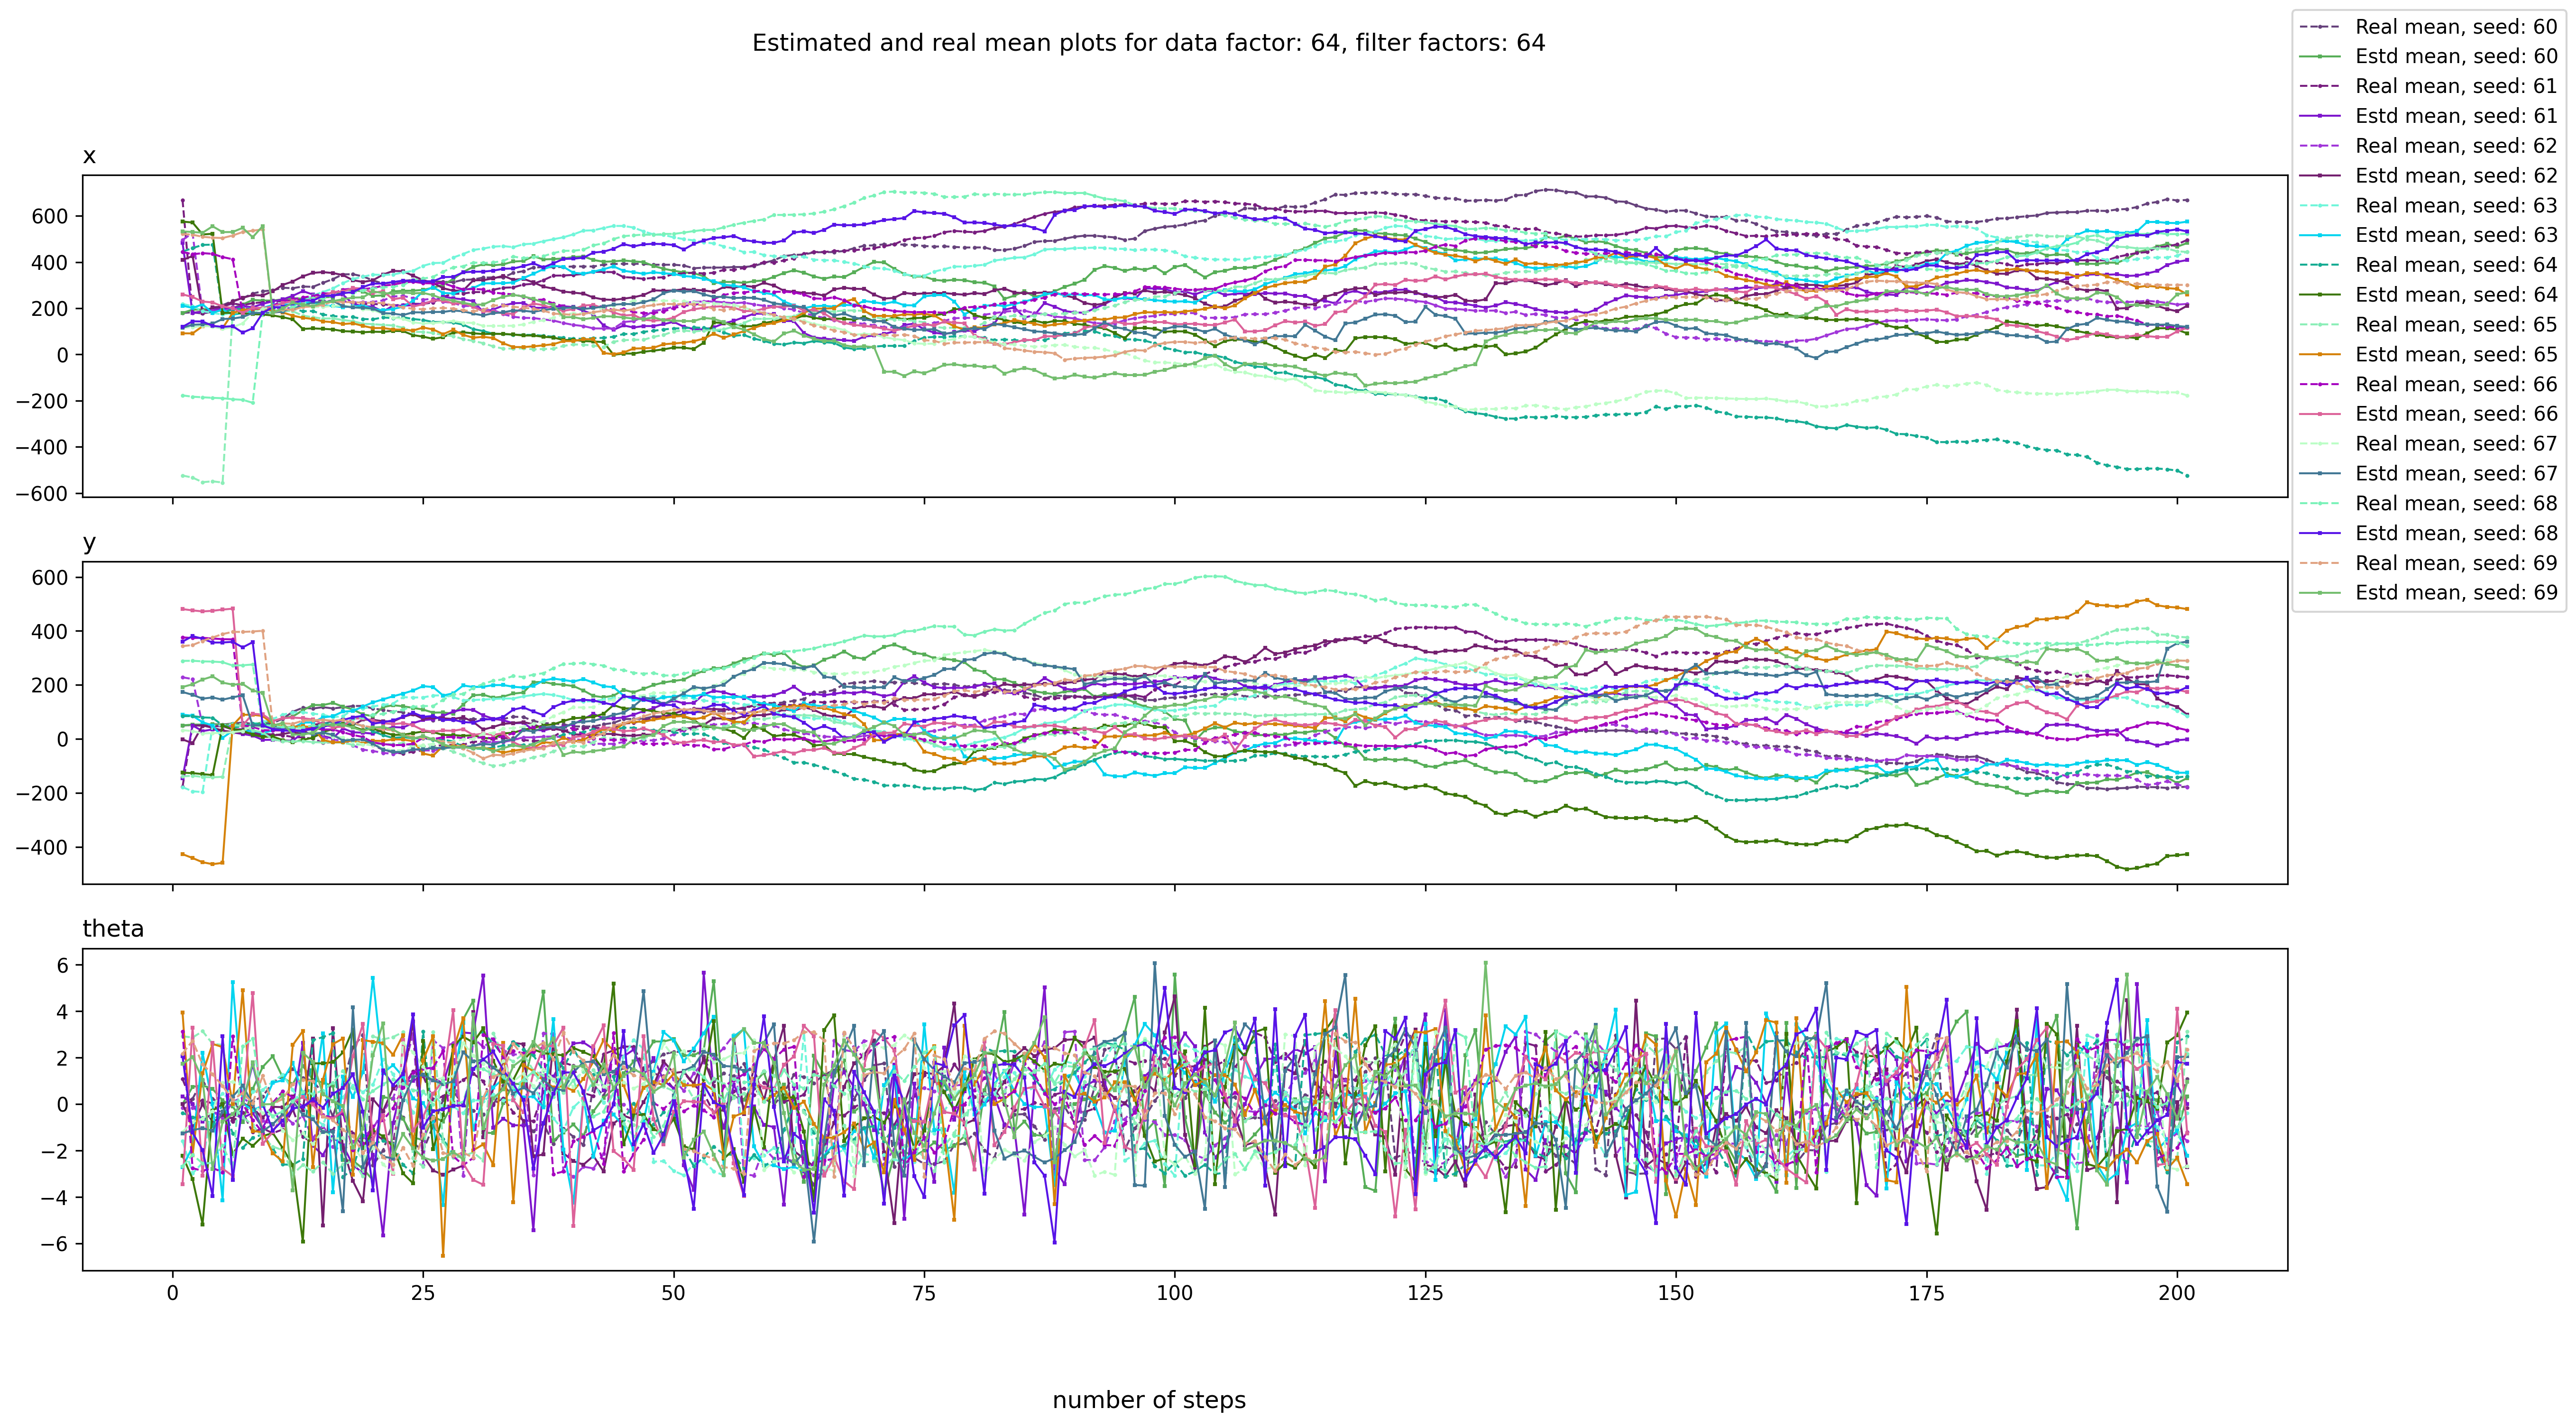 Estimated and real mean plots for data factor: 64, filter factors: 64
x
600
400
200
0
−200
−400
−600
y
600
400
200
0
−200
−400
theta
6
4
2
0
−2
−4
−6
0 25 50 75 100 125 150 175 200
number of steps
Real mean, seed: 60
Estd mean, seed: 60
Real mean, seed: 61
Estd mean, seed: 61
Real mean, seed: 62
Estd mean, seed: 62
Real mean, seed: 63
Estd mean, seed: 63
Real mean, seed: 64
Estd mean, seed: 64
Real mean, seed: 65
Estd mean, seed: 65
Real mean, seed: 66
Estd mean, seed: 66
Real mean, seed: 67
Estd mean, seed: 67
Real mean, seed: 68
Estd mean, seed: 68
Real mean, seed: 69
Estd mean, seed: 69